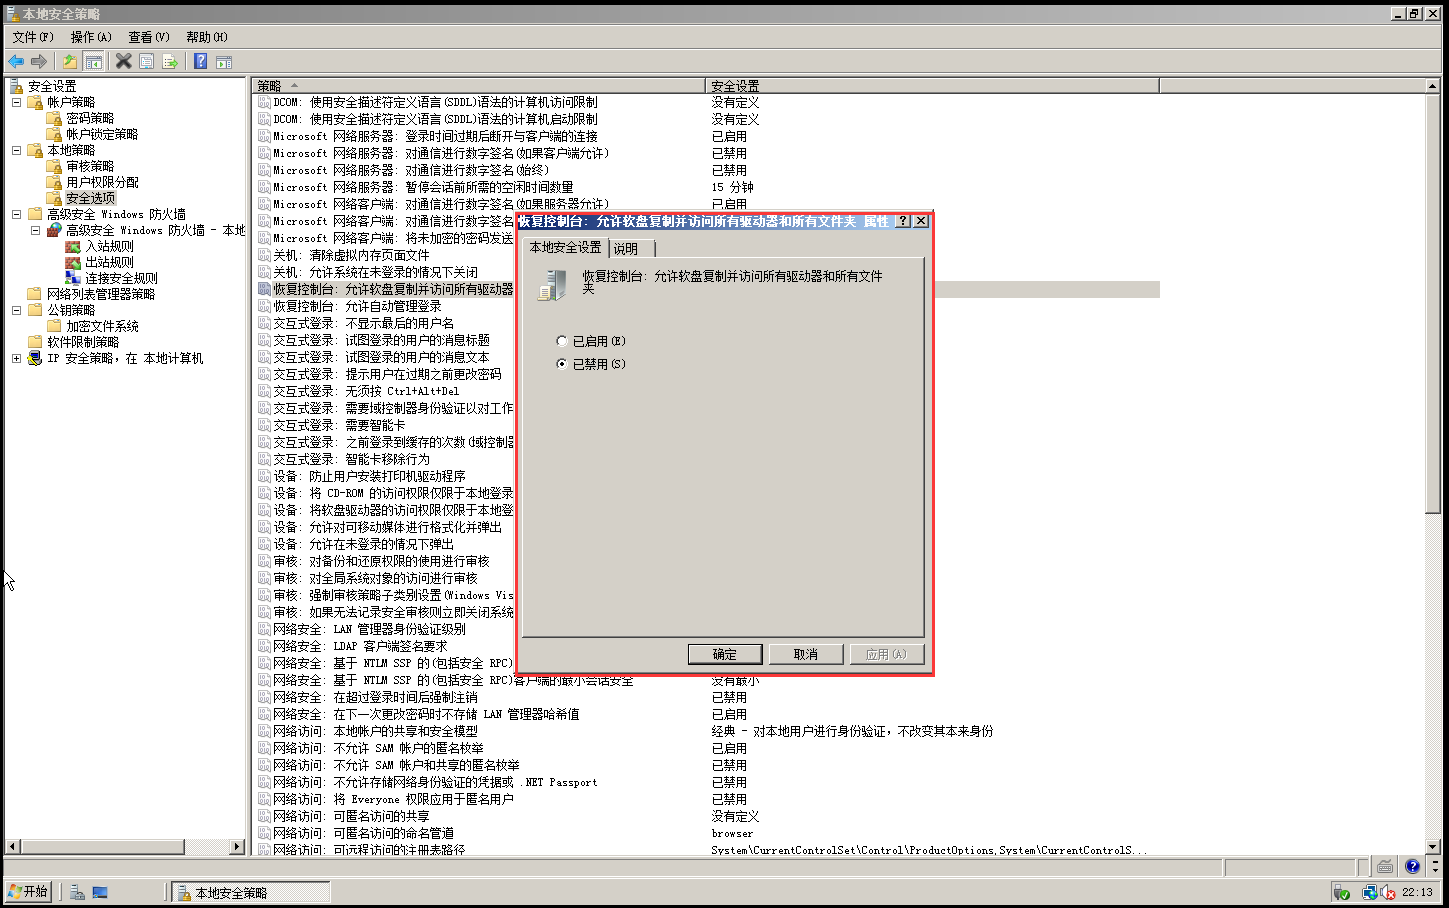 本地安全策略
文件(F) 操作(A) 查看(V) 帮助(H)
安全设置
帐户策略
密码策略
帐户锁定策略
本地策略
审核策略
用户权限分配
安全选项
高级安全 Windows 防火墙
高级安全 Windows 防火墙 - 本地
入站规则
出站规则
连接安全规则
网络列表管理器策略
公钥策略
加密文件系统
软件限制策略
IP 安全策略，在 本地计算机
策略 安全设置
DCOM: 使用安全描述符定义语言(SDDL)语法的计算机访问限制 没有定义
DCOM: 使用安全描述符定义语言(SDDL)语法的计算机启动限制 没有定义
Microsoft 网络服务器: 登录时间过期后断开与客户端的连接 已启用
Microsoft 网络服务器: 对通信进行数字签名(如果客户端允许) 已禁用
Microsoft 网络服务器: 对通信进行数字签名(始终) 已禁用
Microsoft 网络服务器: 暂停会话前所需的空闲时间数量 15 分钟
Microsoft 网络客户端: 对通信进行数字签名(如果服务器允许) 已启用
Microsoft 网络客户端: 对通信进行数字签名
Microsoft 网络客户端: 将未加密的密码发送
关机: 清除虚拟内存页面文件
关机: 允许系统在未登录的情况下关闭
恢复控制台: 允许软盘复制并访问所有驱动器
恢复控制台: 允许自动管理登录
交互式登录: 不显示最后的用户名
交互式登录: 试图登录的用户的消息标题
交互式登录: 试图登录的用户的消息文本
交互式登录: 提示用户在过期之前更改密码
交互式登录: 无须按 Ctrl+Alt+Del
交互式登录: 需要域控制器身份验证以对工作
交互式登录: 需要智能卡
交互式登录: 之前登录到缓存的次数(域控制器
交互式登录: 智能卡移除行为
设备: 防止用户安装打印机驱动程序
设备: 将 CD-ROM 的访问权限仅限于本地登录
设备: 将软盘驱动器的访问权限仅限于本地登
设备: 允许对可移动媒体进行格式化并弹出
设备: 允许在未登录的情况下弹出
审核: 对备份和还原权限的使用进行审核
审核: 对全局系统对象的访问进行审核
审核: 强制审核策略子类别设置(Windows Vis
审核: 如果无法记录安全审核则立即关闭系统
网络安全: LAN 管理器身份验证级别
网络安全: LDAP 客户端签名要求
网络安全: 基于 NTLM SSP 的(包括安全 RPC)
网络安全: 基于 NTLM SSP 的(包括安全 RPC)客户端的最小会话安全 没有最小
网络安全: 在超过登录时间后强制注销 已禁用
网络安全: 在下一次更改密码时不存储 LAN 管理器哈希值 已启用
网络访问: 本地帐户的共享和安全模型 经典 - 对本地用户进行身份验证，不改变其本来身份
网络访问: 不允许 SAM 帐户的匿名枚举 已启用
网络访问: 不允许 SAM 帐户和共享的匿名枚举 已禁用
网络访问: 不允许存储网络身份验证的凭据或 .NET Passport 已禁用
网络访问: 将 Everyone 权限应用于匿名用户 已禁用
网络访问: 可匿名访问的共享 没有定义
网络访问: 可匿名访问的命名管道 browser
网络访问: 可远程访问的注册表路径 System\CurrentControlSet\Control\ProductOptions,System\CurrentControlS...
恢复控制台: 允许软盘复制并访问所有驱动器和所有文件夹 属性
本地安全设置 说明
恢复控制台: 允许软盘复制并访问所有驱动器和所有文件
夹
已启用(E)
已禁用(S)
确定 取消 应用(A)
开始 本地安全策略 22:13